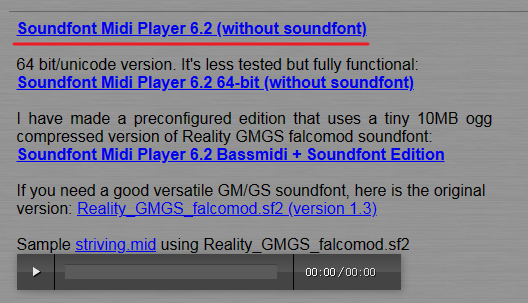 Soundfont Midi Player 6.2 (without soundfont)
64 bit/unicode version. It's less tested but fully functional:
Soundfont Midi Player 6.2 64-bit (without soundfont)
I have made a preconfigured edition that uses a tiny 10MB ogg
compressed version of Reality GMGS falcomod soundfont:
Soundfont Midi Player 6.2 Bassmidi + Soundfont Edition
If you need a good versatile GM/GS soundfont, here is the original
version: Reality_GMGS_falcomod.sf2 (version 1.3)
Sample striving.mid using Reality_GMGS_falcomod.sf2
00:00/00:00